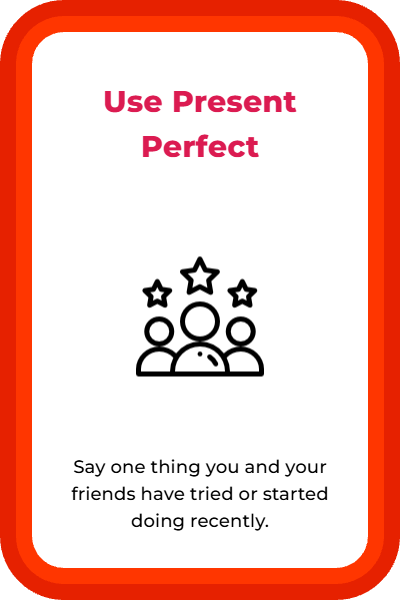 Use Present
Perfect
Say one thing you and your
friends have tried or started
doing recently.